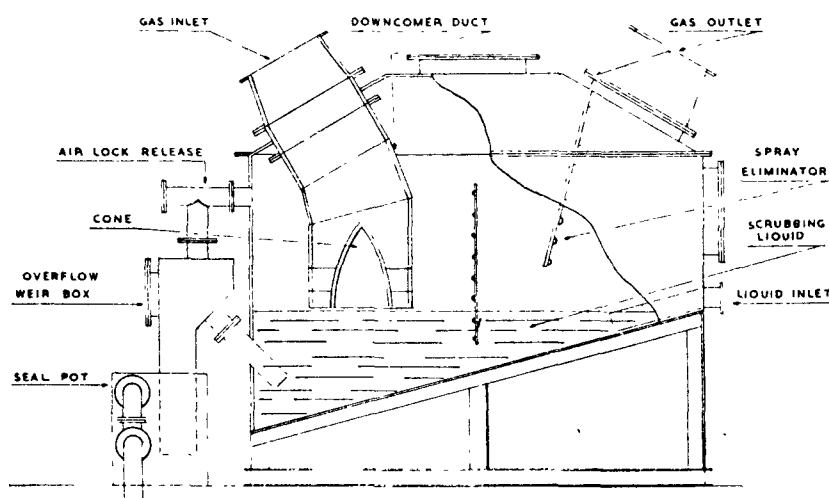 GAS INLET
DOWNCOMER DUCT
GAS OUTLET
AIR LOCK RELEASE
SPRAY
ELIMINATOR
CONE
SCRUBBING
LIQUID
OVERFLOW
WEIR BOX
LIQUID INLET
SEAL POT